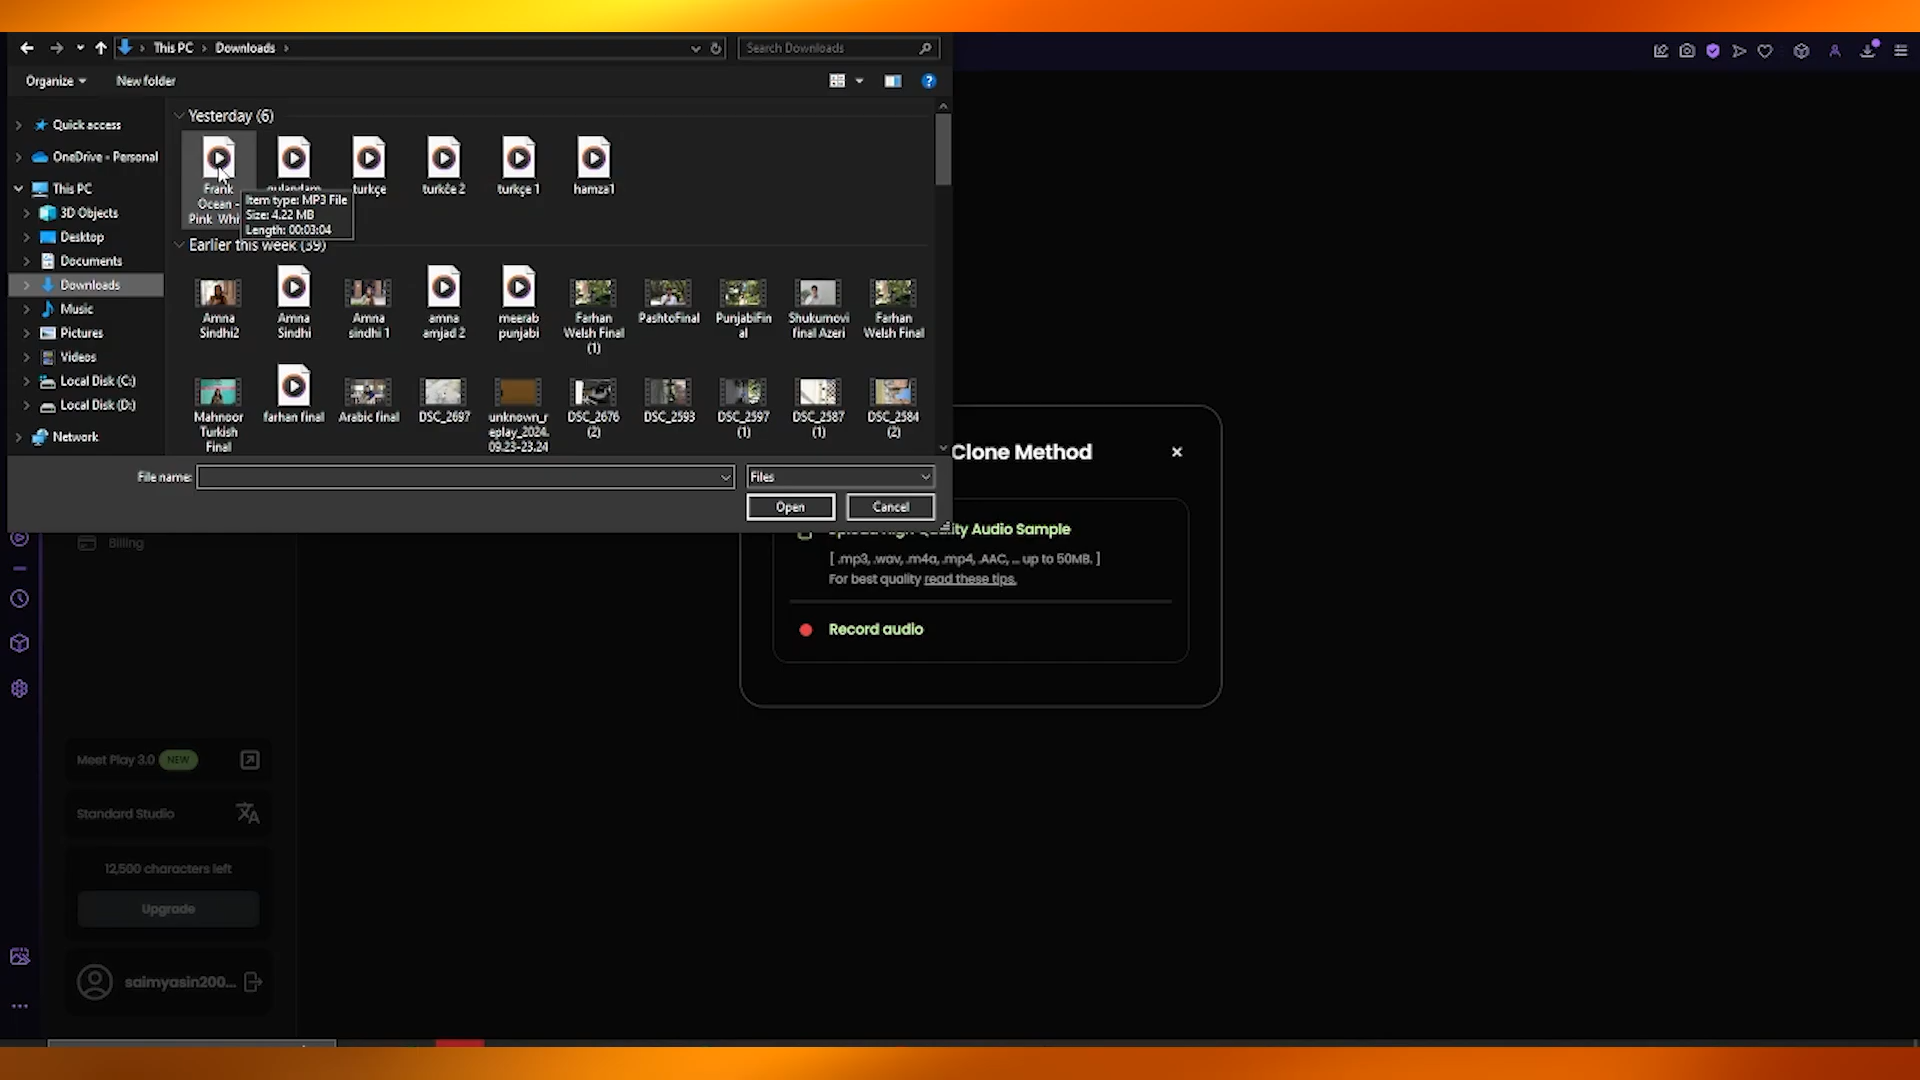 This PC
Downloads
Search Downloads
Organize
New folder
Quick access
OneDrive - Personal
This PC
3D Objects
Desktop
Documents
Downloads
Music
Pictures
Videos
Local Disk (C:)
Local Disk (D:)
Network
Yesterday (6)
Frank
Ocean -
Pink Whi
turkçe
turkče 2
turkçe 1
hamza1
Item type: MP3 File
Size: 4.22 MB
Length: 00:03:04
Earlier this week (39)
Amna
Sindhi2
Amna
Sindhi
Amna
sindhi 1
amna
amjad 2
meerab
punjabi
Farhan
Welsh Final
(1)
PashtoFinal
PunjabiFin
al
Shukurnovi
final Azeri
Farhan
Welsh Final
Mahnoor
Turkish
Final
farhan final
Arabic final
DSC_2697
unknown_r
eplay_2024.
09.23-23.24
DSC_2676
(2)
DSC_2593
DSC_2597
(1)
DSC_2587
(1)
DSC_2584
(2)
File name:
Files
Open
Cancel
Clone Method
ity Audio Sample
[ .mp3, .wav, .m4a, .mp4, .AAC, ... up to 50MB. ]
For best quality read these tips.
Record audio
Billing
Meet Play 3.0
NEW
Standard Studio
12,500 characters left
Upgrade
saimyasin200...